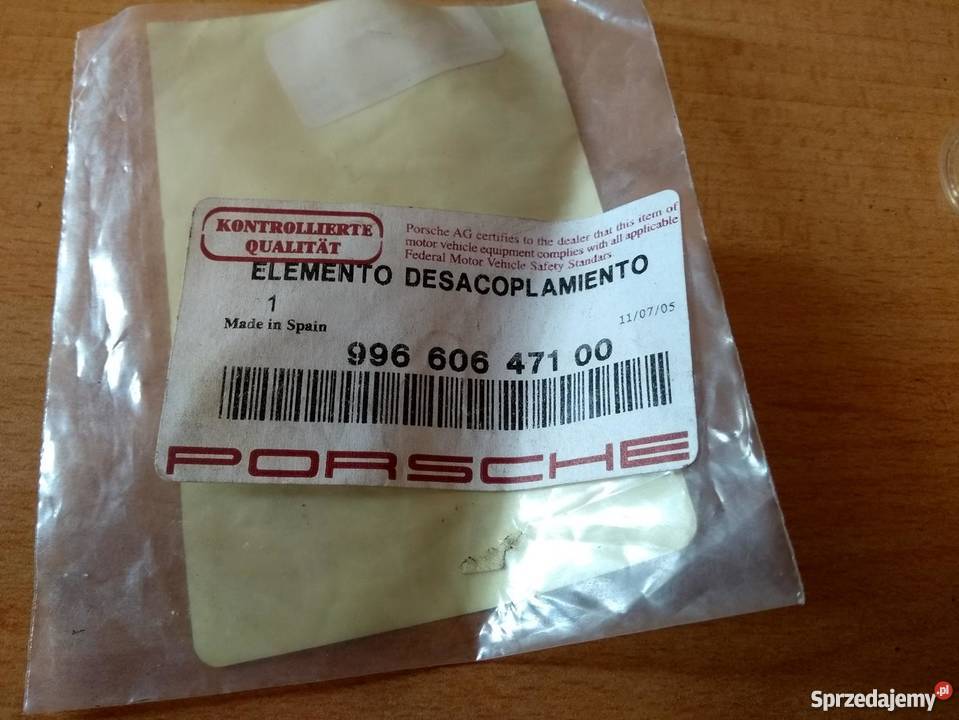 KONTROLLIERTE
QUALITÄT
Porsche AG certifies to the dealer that this item of
motor vehicle equipment complies with all applicable
Federal Motor Vehicle Safety Standars
ELEMENTO DESACOPLAMIENTO
1
Made in Spain
11/07/05
996 606 471 00
PORSCHE
Sprzedajemy.pl